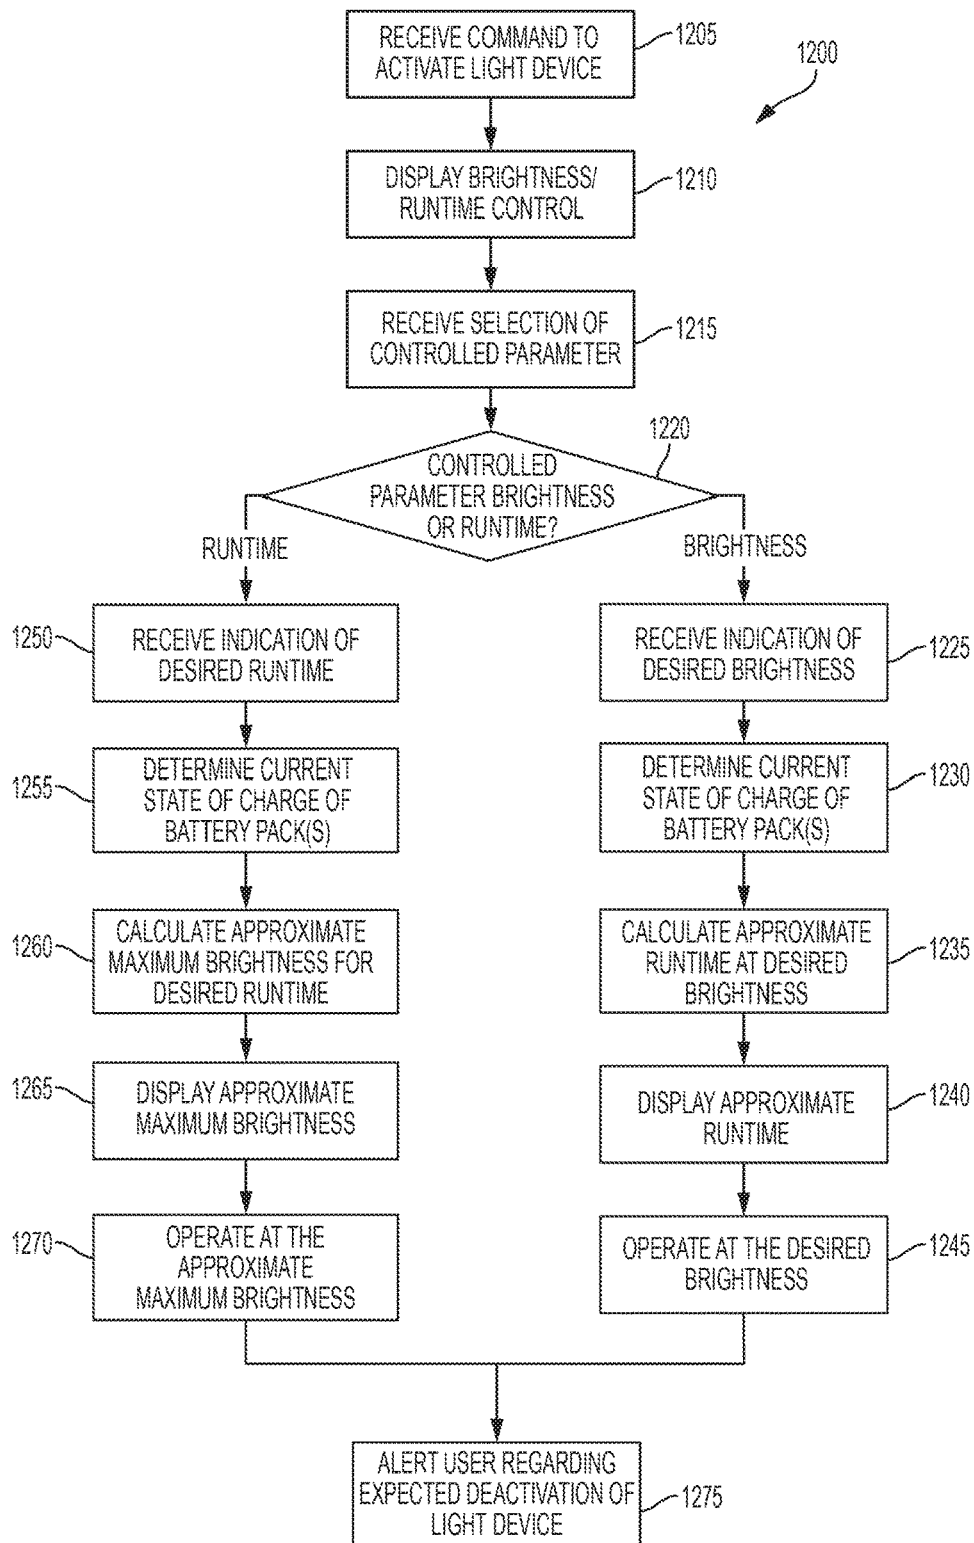 RECEIVE COMMAND TO
ACTIVATE LIGHT DEVICE
1205
1200
DISPLAY BRIGHTNESS/
RUNTIME CONTROL
1210
RECEIVE SELECTION OF
CONTROLLED PARAMETER
1215
CONTROLLED
PARAMETER BRIGHTNESS
OR RUNTIME?
1220
RUNTIME
BRIGHTNESS
1250
RECEIVE INDICATION OF
DESIRED RUNTIME
RECEIVE INDICATION OF
DESIRED BRIGHTNESS
1225
1255
DETERMINE CURRENT
STATE OF CHARGE OF
BATTERY PACK(S)
DETERMINE CURRENT
STATE OF CHARGE OF
BATTERY PACK(S)
1230
1260
CALCULATE APPROXIMATE
MAXIMUM BRIGHTNESS FOR
DESIRED RUNTIME
CALCULATE APPROXIMATE
RUNTIME AT DESIRED
BRIGHTNESS
1235
1265
DISPLAY APPROXIMATE
MAXIMUM BRIGHTNESS
DISPLAY APPROXIMATE
RUNTIME
1240
1270
OPERATE AT THE
APPROXIMATE
MAXIMUM BRIGHTNESS
OPERATE AT THE DESIRED
BRIGHTNESS
1245
ALERT USER REGARDING
EXPECTED DEACTIVATION OF
LIGHT DEVICE
1275